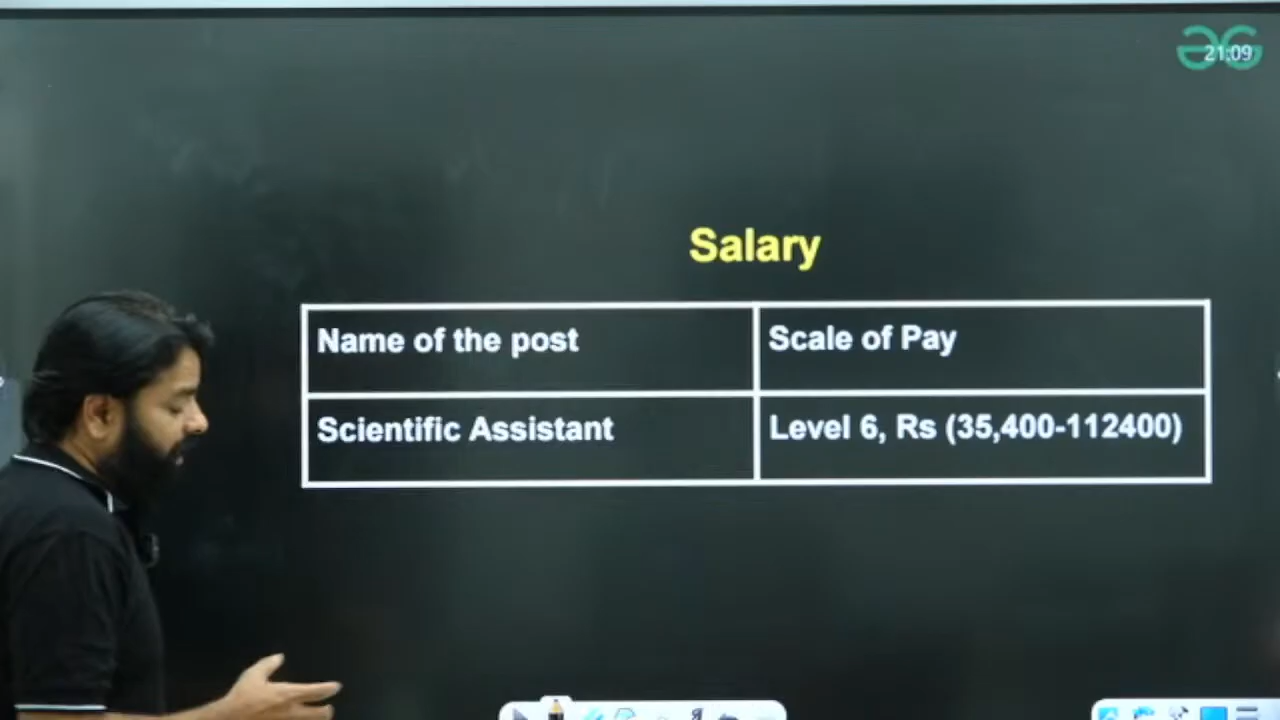 21:09
Salary
Name of the post
Scale of Pay
Scientific Assistant
Level 6, Rs (35,400-112400)